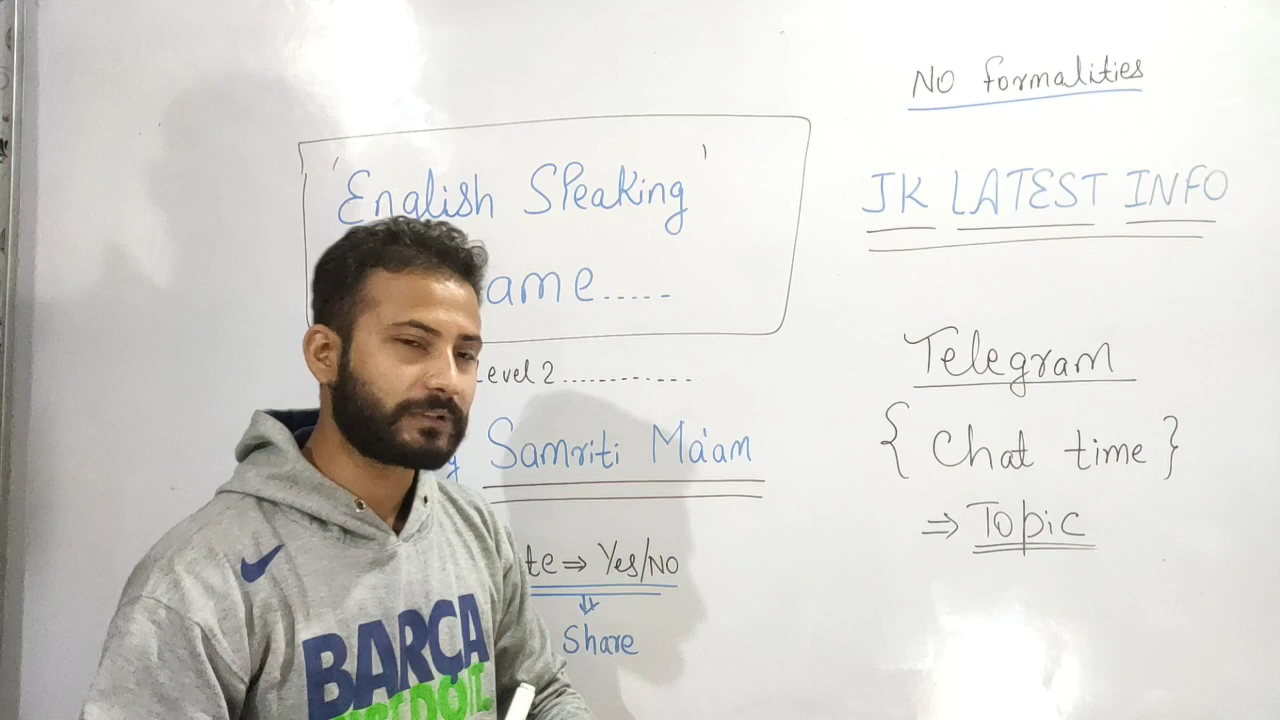 No formalities
'English Speaking'
ame.....
JK LATEST INFO
Level 2..............
Samriti Ma'am
Telegram
{ Chat time }
⇒ Topic
te ⇒ Yes/No
Share
BARÇA